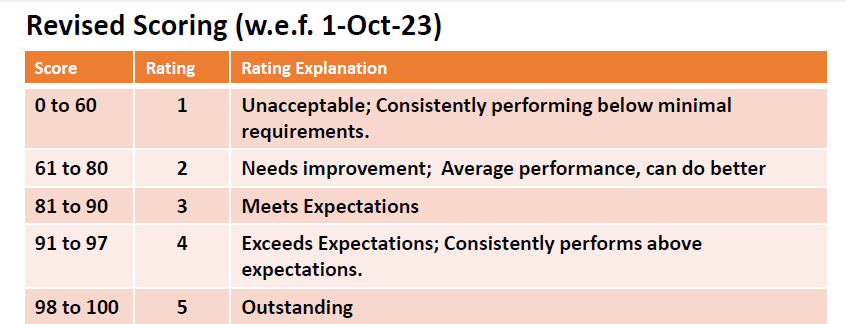 Revised Scoring (w.e.f. 1-Oct-23)
Score Rating Rating Explanation
0 to 60 1 Unacceptable; Consistently performing below minimal
requirements.
61 to 80 2 Needs improvement; Average performance, can do better
81 to 90 3 Meets Expectations
91 to 97 4 Exceeds Expectations; Consistently performs above
expectations.
98 to 100 5 Outstanding